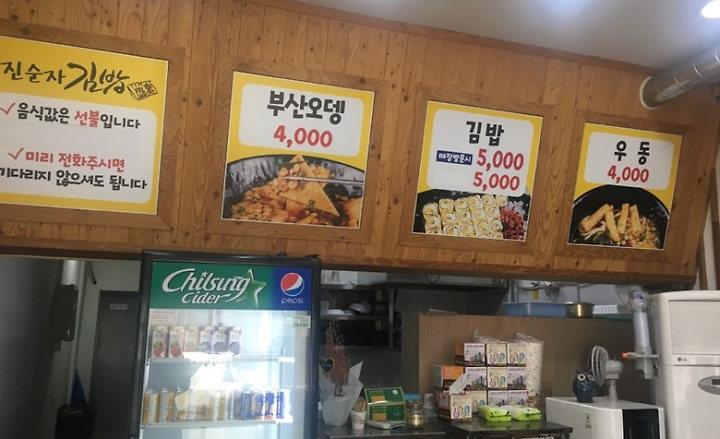 진순자 김밥
✓음식값은 선불입니다
✓미리 전화주시면
기다리지 않으셔도 됩니다
부산오뎅
4,000
김밥
매장방문시 5,000
5,000
우동
4,000
Chilsung
Cider
pepsi